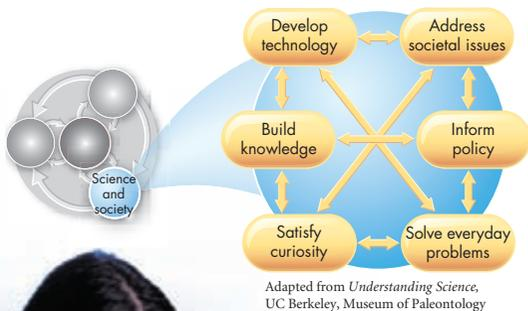 Develop
technology
Address
societal issues
Build
knowledge
Inform
policy
Science
and
society
Satisfy
curiosity
Solve everyday
problems
Adapted from Understanding Science,
UC Berkeley, Museum of Paleontology